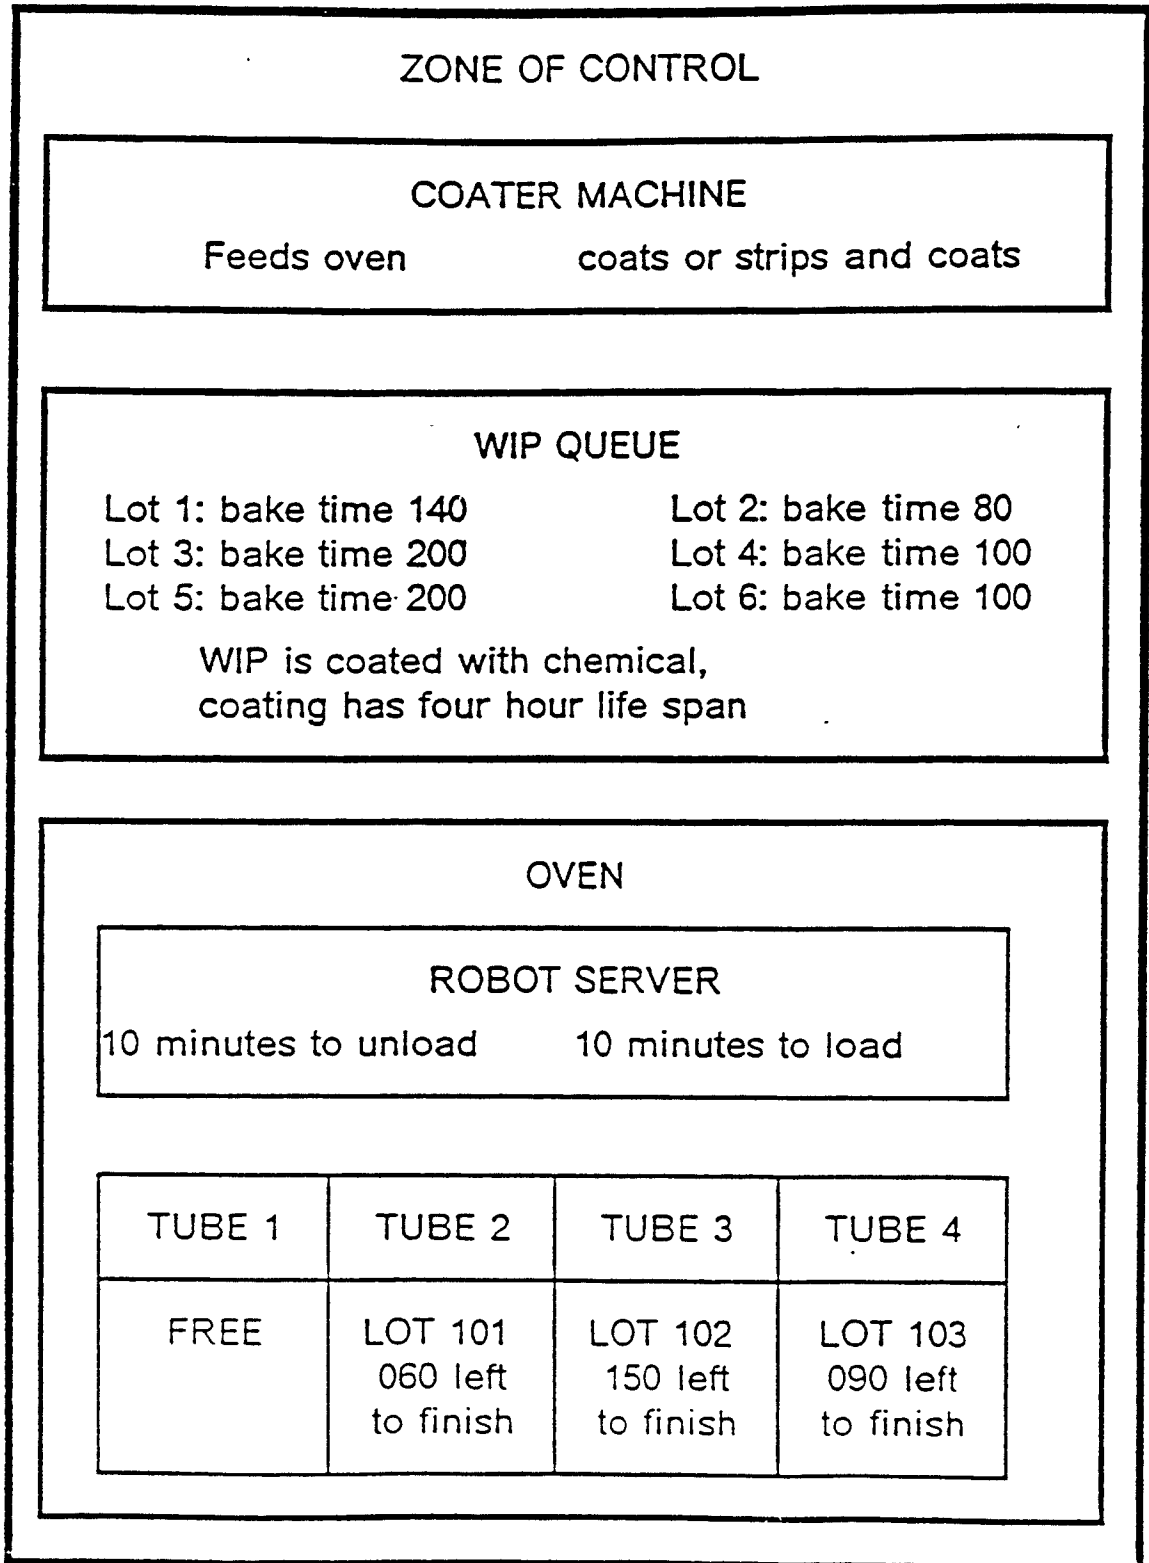 ZONE OF CONTROL
COATER MACHINE
Feeds oven coats or strips and coats
WIP QUEUE
Lot 1: bake time 140 Lot 2: bake time 80
Lot 3: bake time 200 Lot 4: bake time 100
Lot 5: bake time 200 Lot 6: bake time 100
WIP is coated with chemical,
coating has four hour life span
OVEN
ROBOT SERVER
10 minutes to unload 10 minutes to load
TUBE 1 TUBE 2 TUBE 3 TUBE 4
FREE LOT 101 LOT 102 LOT 103
060 left 150 left 090 left
to finish to finish to finish